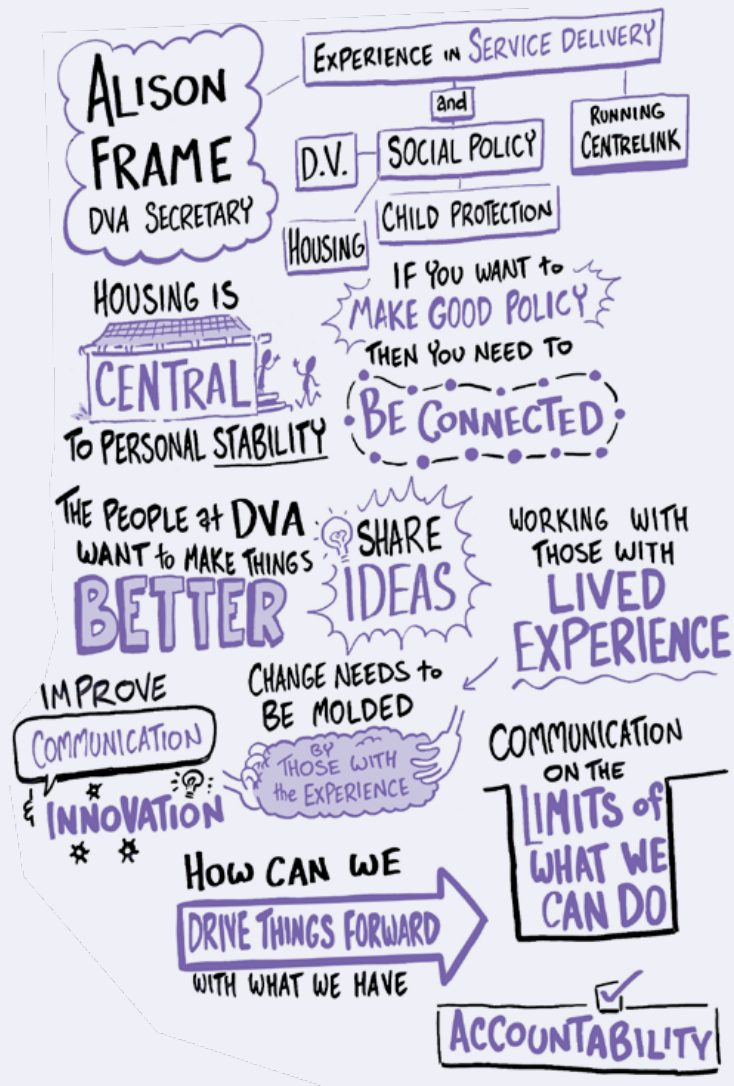 ALISON
FRAME
DVA SECRETARY
EXPERIENCE IN SERVICE DELIVERY
and
RUNNING
CENTRELINK
D.V.
SOCIAL POLICY
HOUSING
CHILD PROTECTION
HOUSING IS
CENTRAL
TO PERSONAL STABILITY
IF YOU WANT to
MAKE GOOD POLICY
THEN YOU NEED TO
BE CONNECTED
THE PEOPLE at DVA
WANT to MAKE THINGS
BETTER
SHARE
IDEAS
WORKING WITH
THOSE WITH
LIVED
EXPERIENCE
IMPROVE
COMMUNICATION
& INNOVATION
CHANGE NEEDS to
BE MOLDED
BY
THOSE WITH
the EXPERIENCE
COMMUNICATION
ON THE
LIMITS of
WHAT WE
CAN DO
HOW CAN WE
DRIVE THINGS FORWARD
WITH WHAT WE HAVE
ACCOUNTABILITY